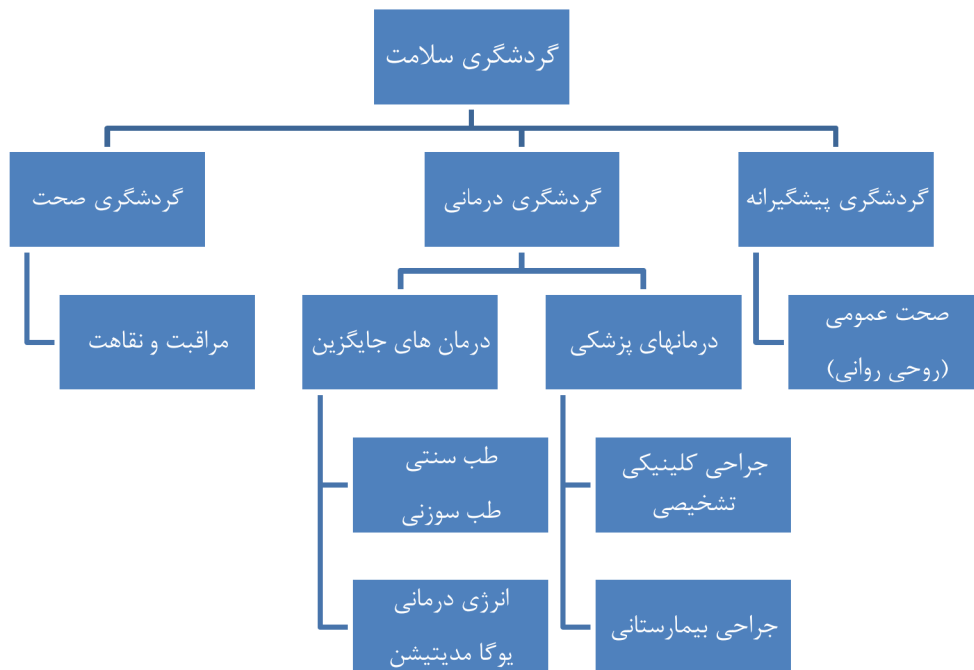 گردشگری سلامت
گردشگری پیشگیرانه
گردشگری درمانی
گردشگری صحت
صحت عمومی
(روحی روانی)
درمانهای پزشکی
درمان های جایگزین
مراقبت و نقاهت
جراحی کلینیکی
تشخیصی
طب سنتی
طب سوزنی
جراحی بیمارستانی
انرژی درمانی
یوگا مدیتیشن